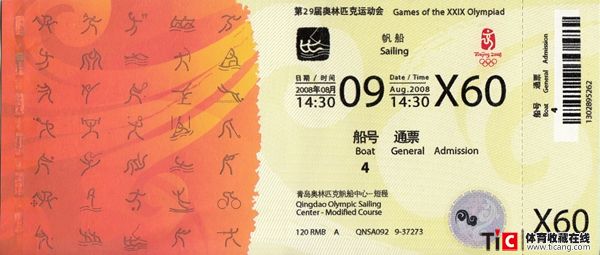 第29届奥林匹克运动会 Games of the XXIX Olympiad
帆船
Sailing
Beijing 2008
日期 / 时间
2008年08月
14:30
09
Date / Time
Aug.2008
14:30
X60
船号 通票
Boat General Admission
4
青岛奥林匹克帆船中心-短程
Qingdao Olympic Sailing
Center - Modified Course
120 RMB A QNSA092 9-37273
船号 通票
Boat General Admission
4
1302895262
X60
TiC 体育收藏在线
www.ticang.com